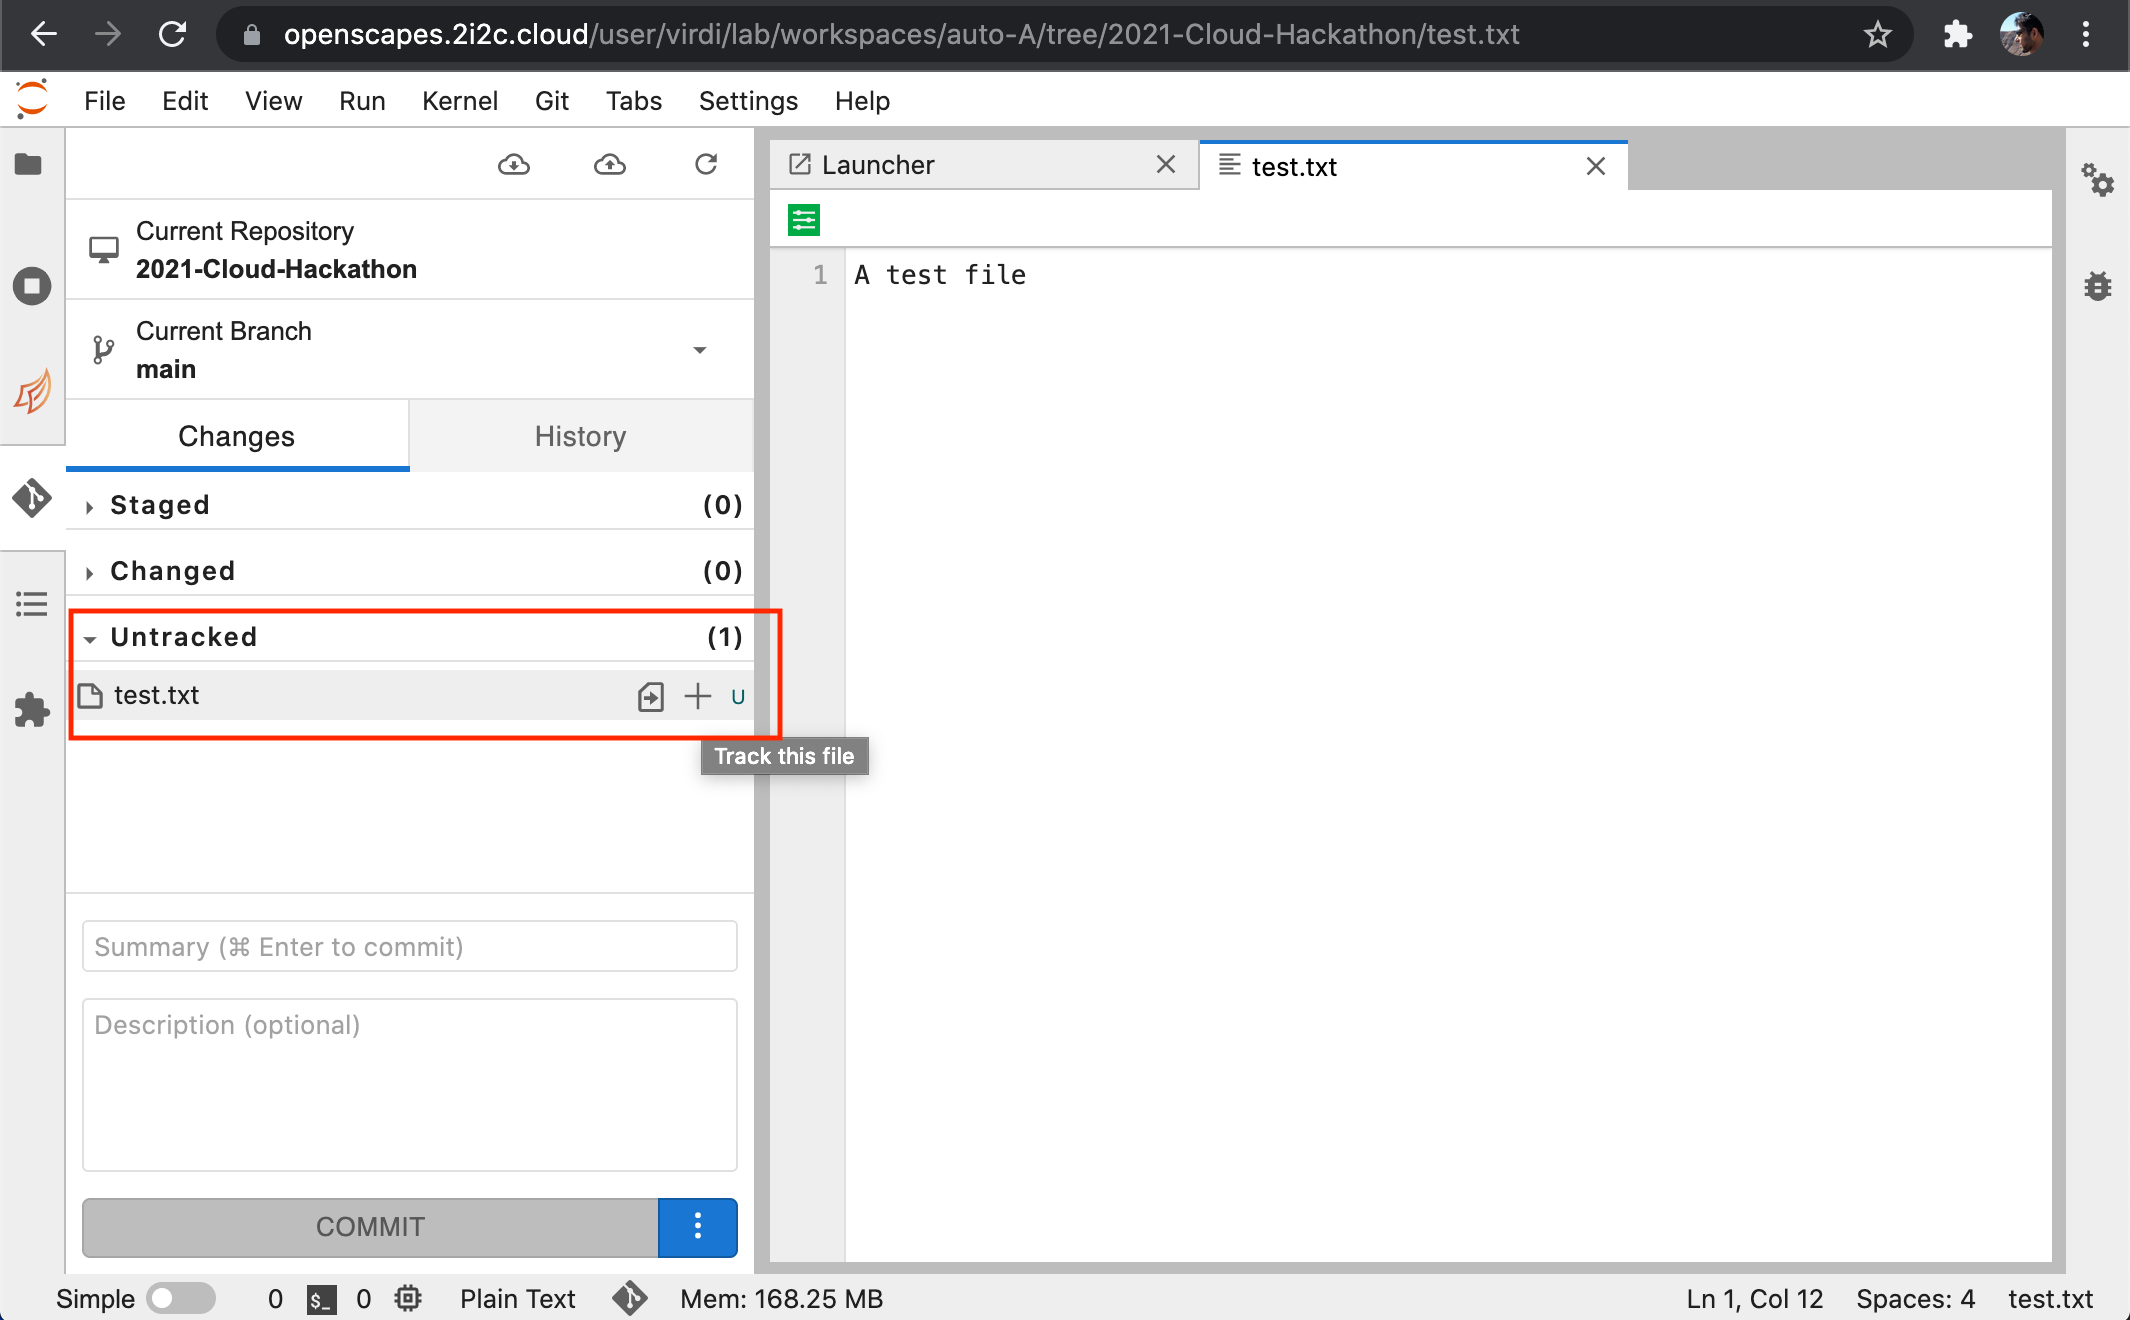 openscapes.2i2c.cloud/user/virdi/lab/workspaces/auto-A/tree/2021-Cloud-Hackathon/test.txt
File Edit View Run Kernel Git Tabs Settings Help
Launcher
test.txt
Current Repository
2021-Cloud-Hackathon
Current Branch
main
Changes History
Staged (0)
Changed (0)
Untracked (1)
test.txt U
Track this file
1 A test file
Summary (⌘ Enter to commit)
Description (optional)
COMMIT
Simple 0 $_ 0 Plain Text Mem: 168.25 MB Ln 1, Col 12 Spaces: 4 test.txt